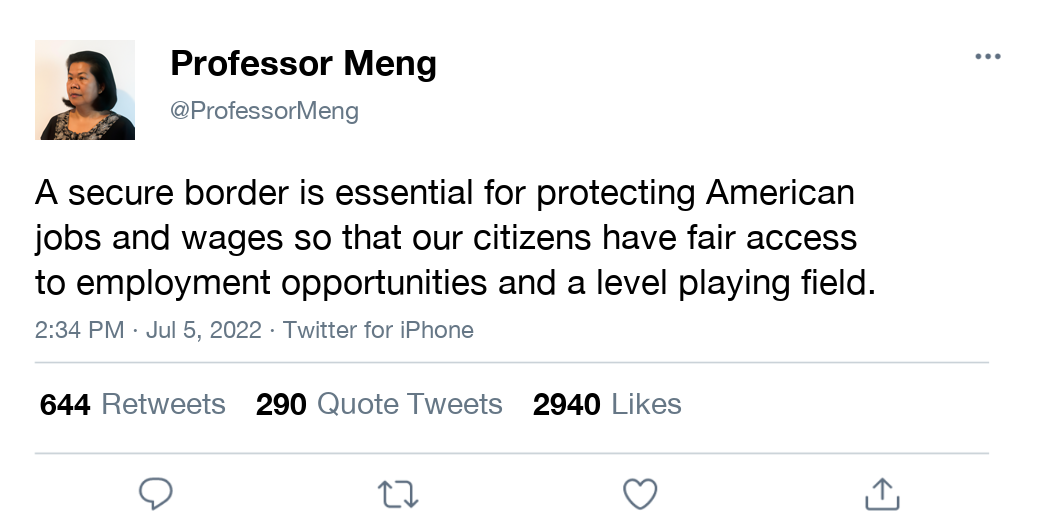 Professor Meng
@ProfessorMeng
A secure border is essential for protecting American
jobs and wages so that our citizens have fair access
to employment opportunities and a level playing field.
2:34 PM · Jul 5, 2022 · Twitter for iPhone
644 Retweets 290 Quote Tweets 2940 Likes